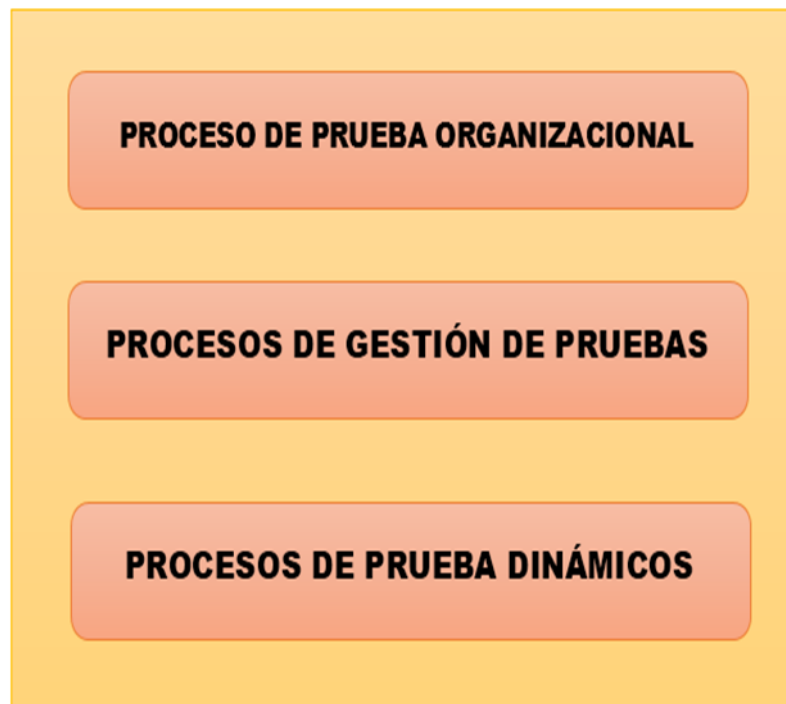 PROCESO DE PRUEBA ORGANIZACIONAL
PROCESOS DE GESTIÓN DE PRUEBAS
PROCESOS DE PRUEBA DINÁMICOS